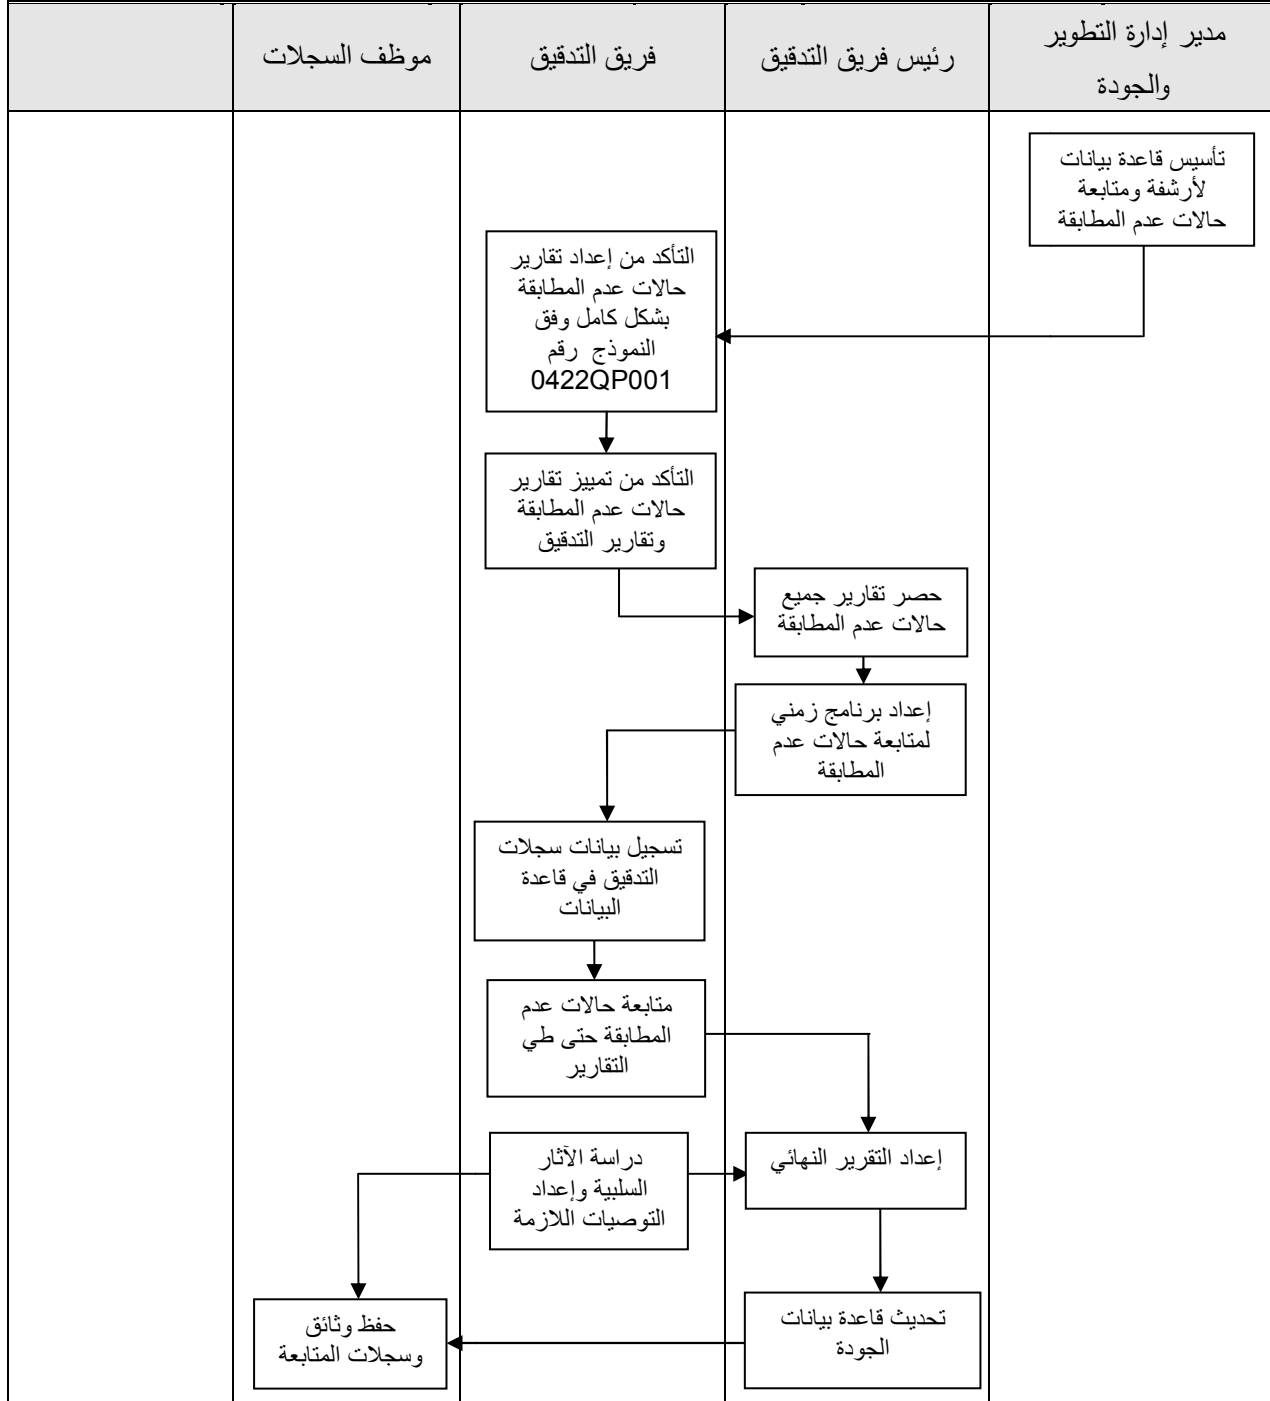 مدير إدارة التطوير
والجودة
رئيس فريق التدقيق
فريق التدقيق
موظف السجلات
تأسيس قاعدة بيانات
لأرشفة ومتابعة
حالات عدم المطابقة
التأكد من إعداد تقارير
حالات عدم المطابقة
بشكل كامل وفق
النموذج رقم
0422QP001
التأكد من تمييز تقارير
حالات عدم المطابقة
وتقارير التدقيق
حصر تقارير جميع
حالات عدم المطابقة
إعداد برنامج زمني
لمتابعة حالات عدم
المطابقة
تسجيل بيانات سجلات
التدقيق في قاعدة
البيانات
متابعة حالات عدم
المطابقة حتى طي
التقارير
إعداد التقرير النهائي
دراسة الآثار
السلبية وإعداد
التوصيات اللازمة
تحديث قاعدة بيانات
الجودة
حفظ وثائق
وسجلات المتابعة